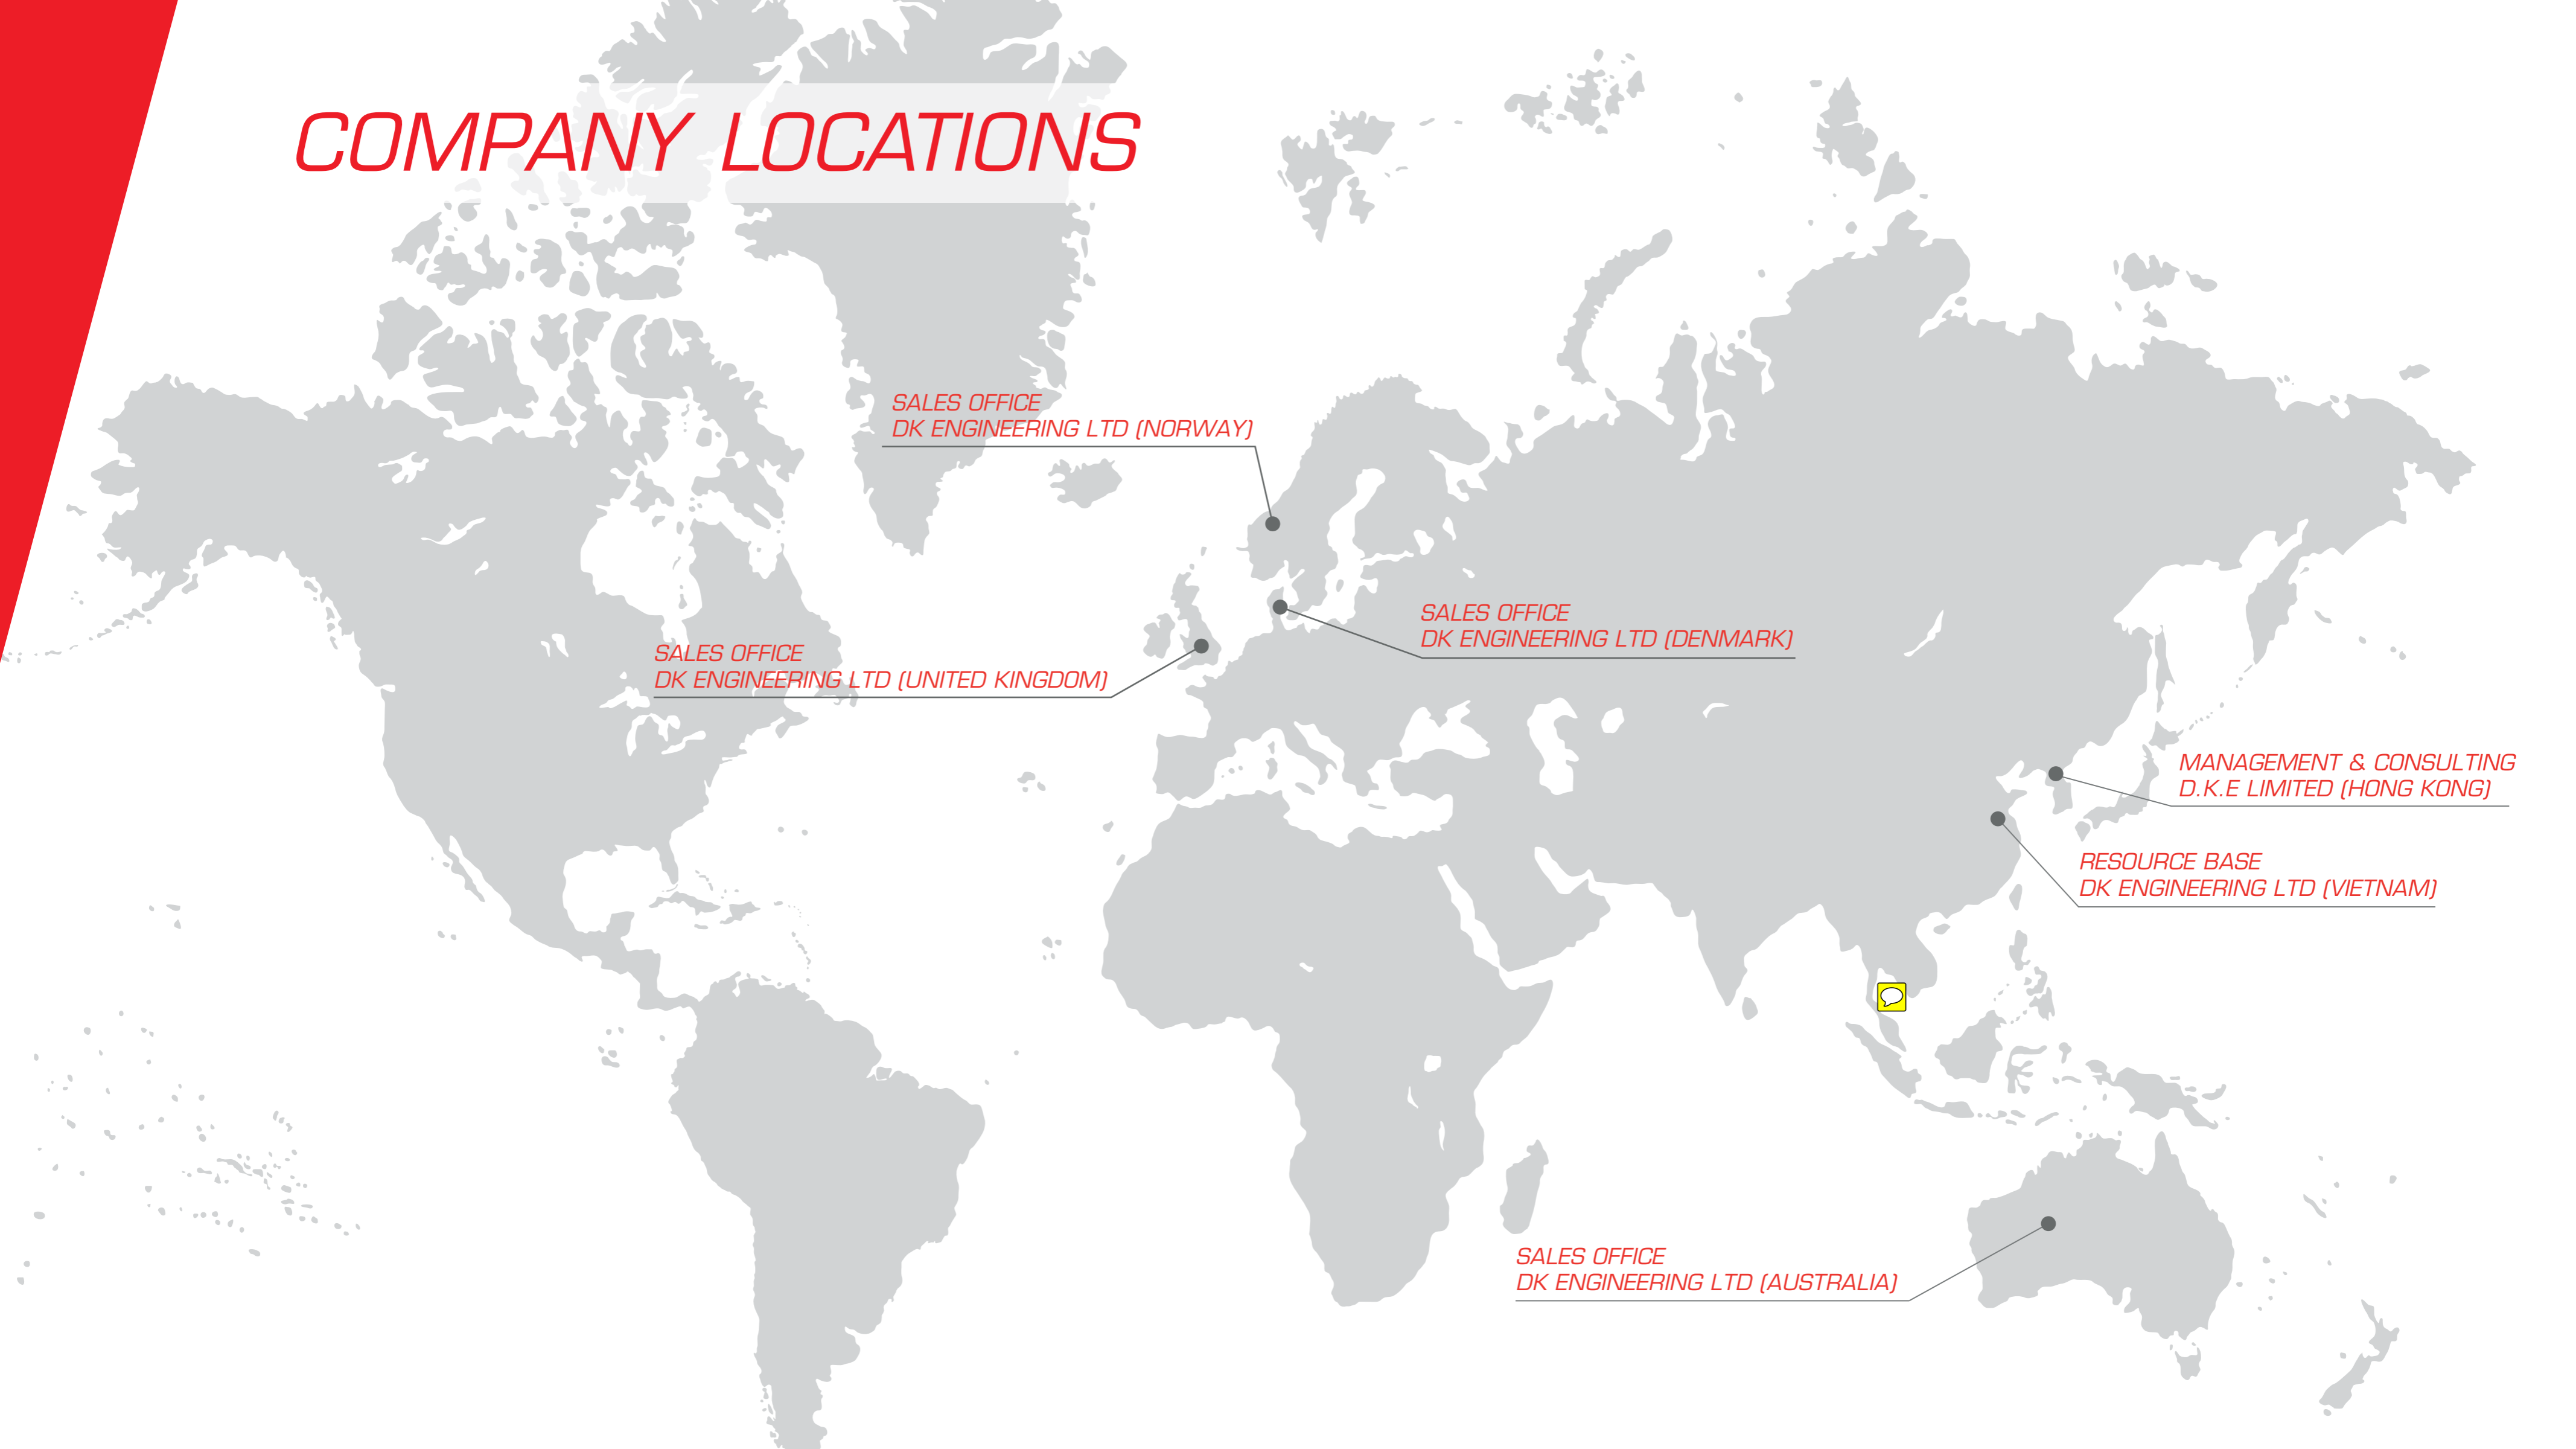 COMPANY LOCATIONS
SALES OFFICE
DK ENGINEERING LTD (NORWAY)
SALES OFFICE
DK ENGINEERING LTD (DENMARK)
SALES OFFICE
DK ENGINEERING LTD (UNITED KINGDOM)
MANAGEMENT & CONSULTING
D.K.E LIMITED (HONG KONG)
RESOURCE BASE
DK ENGINEERING LTD (VIETNAM)
SALES OFFICE
DK ENGINEERING LTD (AUSTRALIA)